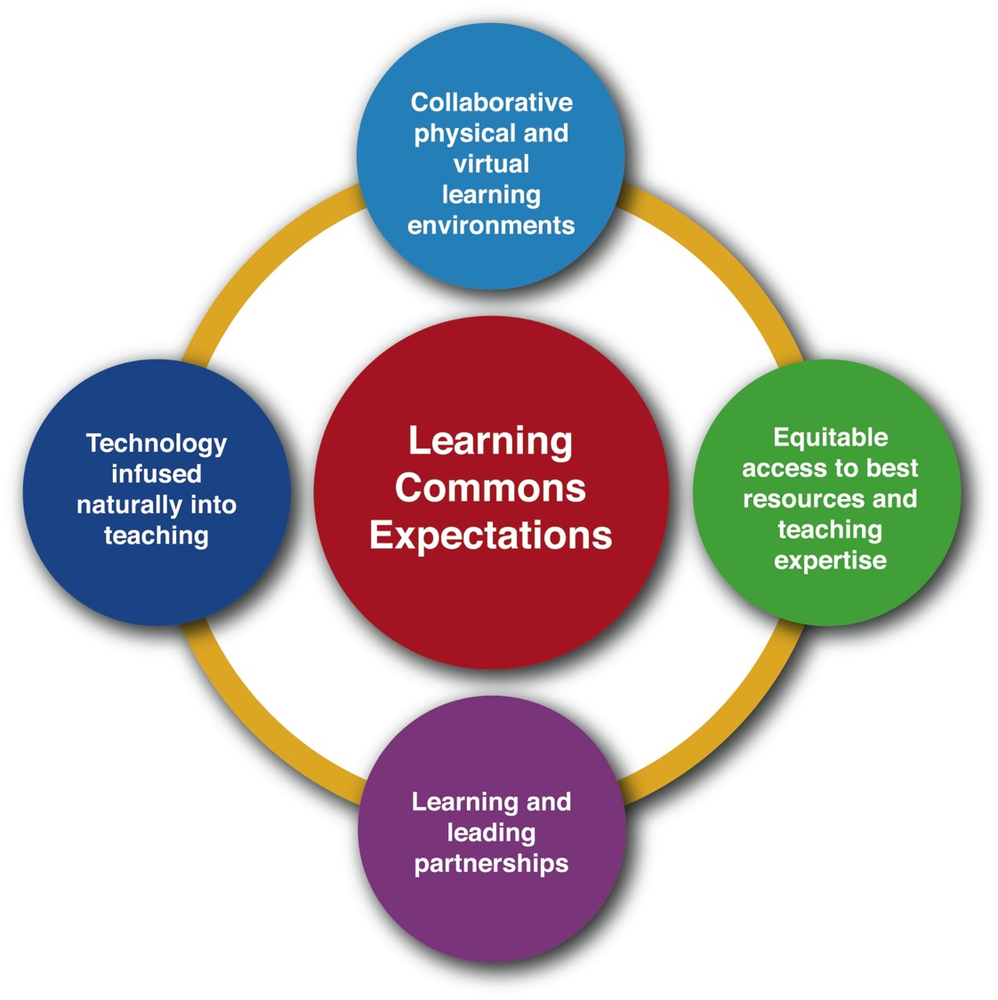 Collaborative
physical and
virtual
learning
environments
Technology
infused
naturally into
teaching
Learning
Commons
Expectations
Equitable
access to best
resources and
teaching
expertise
Learning and
leading
partnerships